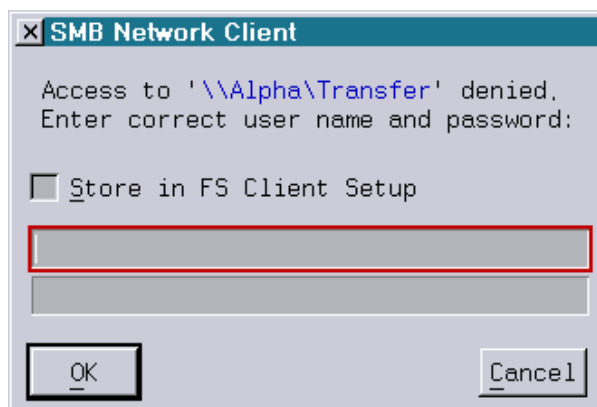 SMB Network Client
Access to '\\Alpha\Transfer' denied.
Enter correct user name and password:
Store in FS Client Setup
OK
Cancel